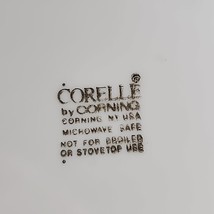 CORELLE®
by CORNING
CORNING NY USA
MICROWAVE SAFE
NOT FOR BROILER
OR STOVETOP USE